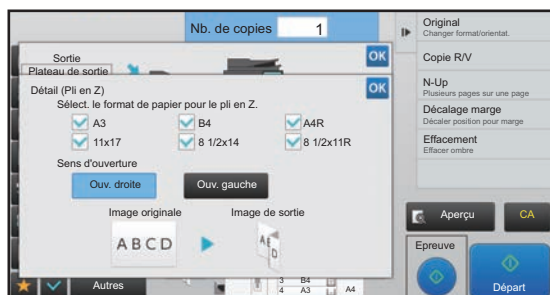 Nb. de copies 1
Original
Changer format/orientat.
Copie R/V
N-Up
Plusieurs pages sur une page
Décalage marge
Décaler position pour marge
Effacement
Effacer ombre
Sortie
Plateau de sortie
OK
Détail (Pli en Z)
OK
Sélect. le format de papier pour le pli en Z.
A3 B4 A4R
11x17 8 1/2x14 8 1/2x11R
Sens d'ouverture
Ouv. droite Ouv. gauche
Image originale Image de sortie
A B C D
Aperçu CA
Epreuve
Départ
Autres
3 B4
4 A3 A4